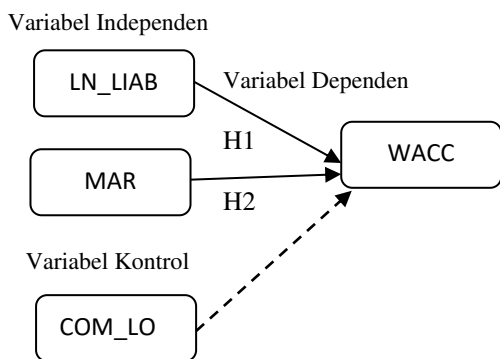 Variabel Independen
LN_LIAB
Variabel Dependen
H1
WACC
MAR
H2
Variabel Kontrol
COM_LO